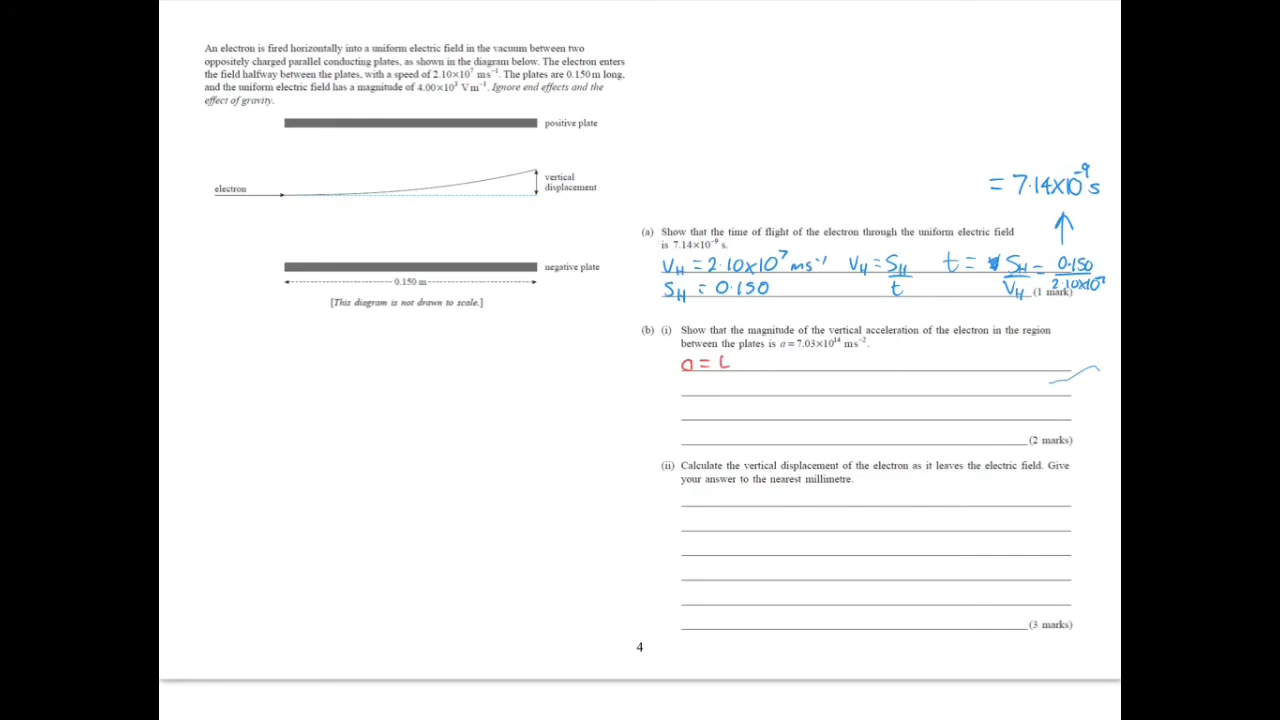 An electron is fired horizontally into a uniform electric field in the vacuum between two
oppositely charged parallel conducting plates, as shown in the diagram below. The electron enters
the field halfway between the plates, with a speed of 2.10×10⁷ ms⁻¹. The plates are 0.150 m long,
and the uniform electric field has a magnitude of 4.00×10³ V m⁻¹. Ignore end effects and the
effect of gravity.
positive plate
electron
vertical
displacement
negative plate
0.150 m
[This diagram is not drawn to scale.]
= 7.14×10⁻⁹ s
(a) Show that the time of flight of the electron through the uniform electric field
is 7.14×10⁻⁹ s.
V_H = 2.10×10⁷ ms⁻¹ V_H = S_H / t t = S_H / V_H = 0.150 / 2.10×10⁷
S_H = 0.150
(1 mark)
(b) (i) Show that the magnitude of the vertical acceleration of the electron in the region
between the plates is a = 7.03×10¹⁴ ms⁻².
a =
(2 marks)
(ii) Calculate the vertical displacement of the electron as it leaves the electric field. Give
your answer to the nearest millimetre.
(3 marks)
4